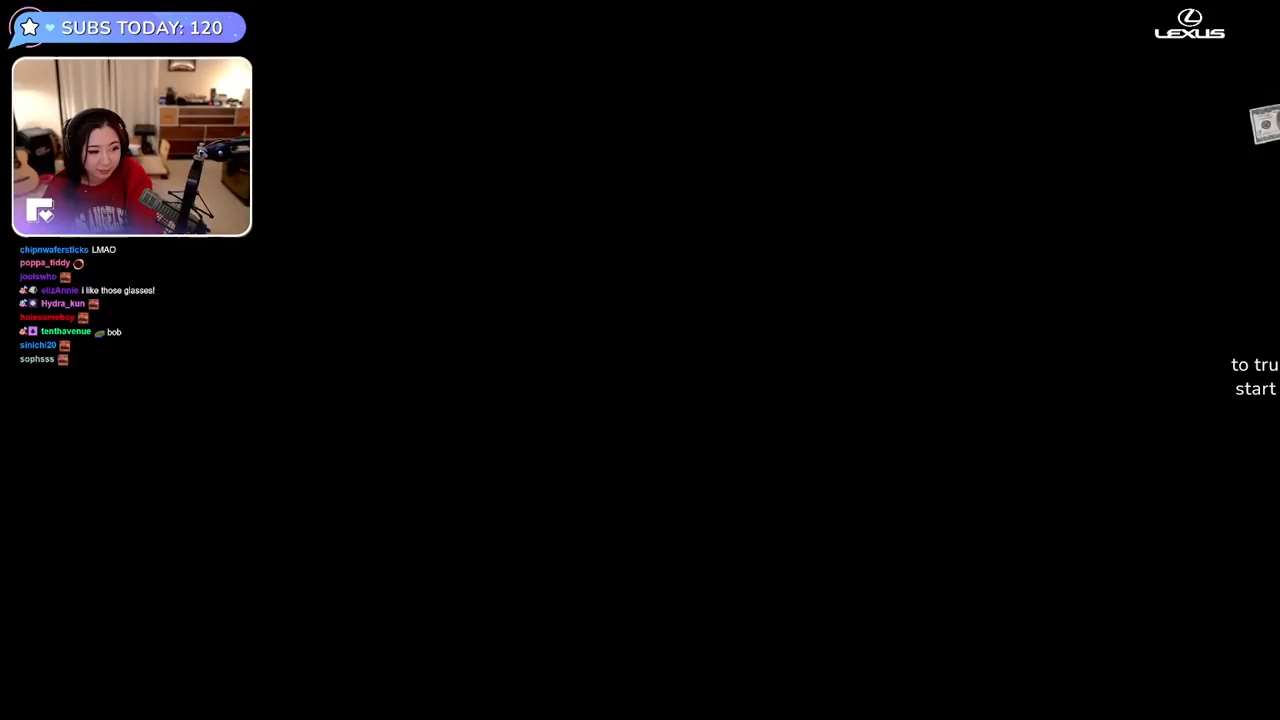 SUBS TODAY: 120
LEXUS
chipnwafersticks LMAO
poppa_tiddy
joolswho
elizAnnie i like those glasses!
Hydra_kun
holesomeboy
tenthavenue bob
sinichi20
sophsss
to tru
start